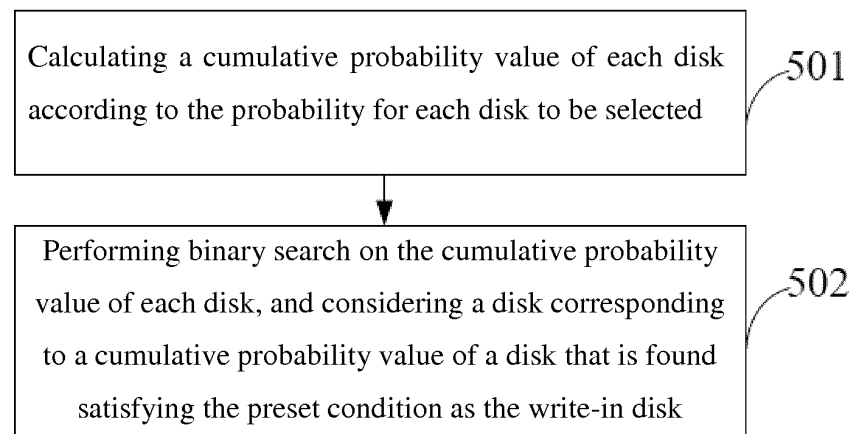 Calculating a cumulative probability value of each disk
according to the probability for each disk to be selected
501
Performing binary search on the cumulative probability
value of each disk, and considering a disk corresponding
to a cumulative probability value of a disk that is found
satisfying the preset condition as the write-in disk
502